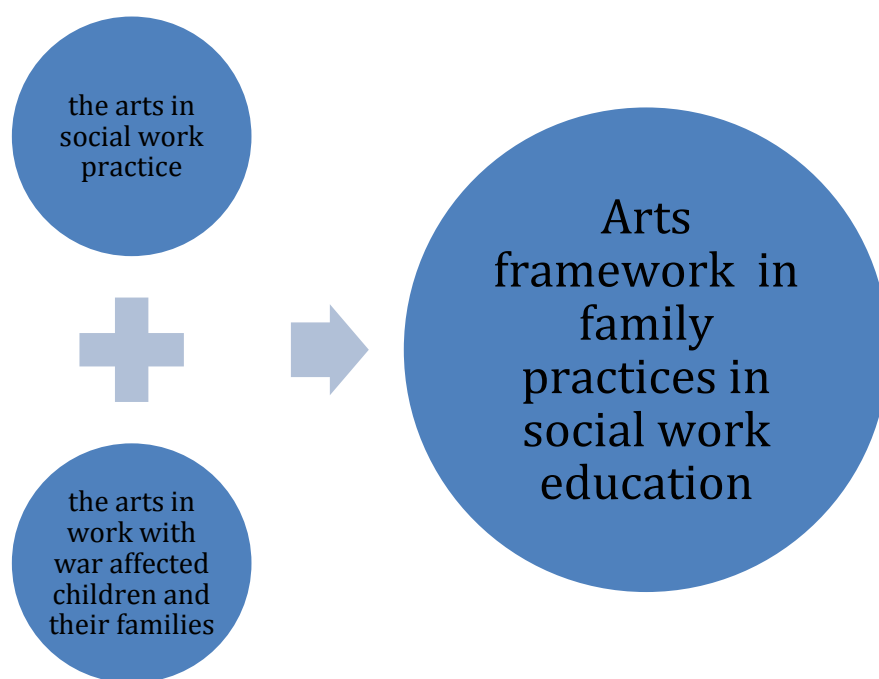 the arts in
social work
practice
the arts in
work with
war affected
children and
their families
Arts
framework in
family
practices in
social work
education